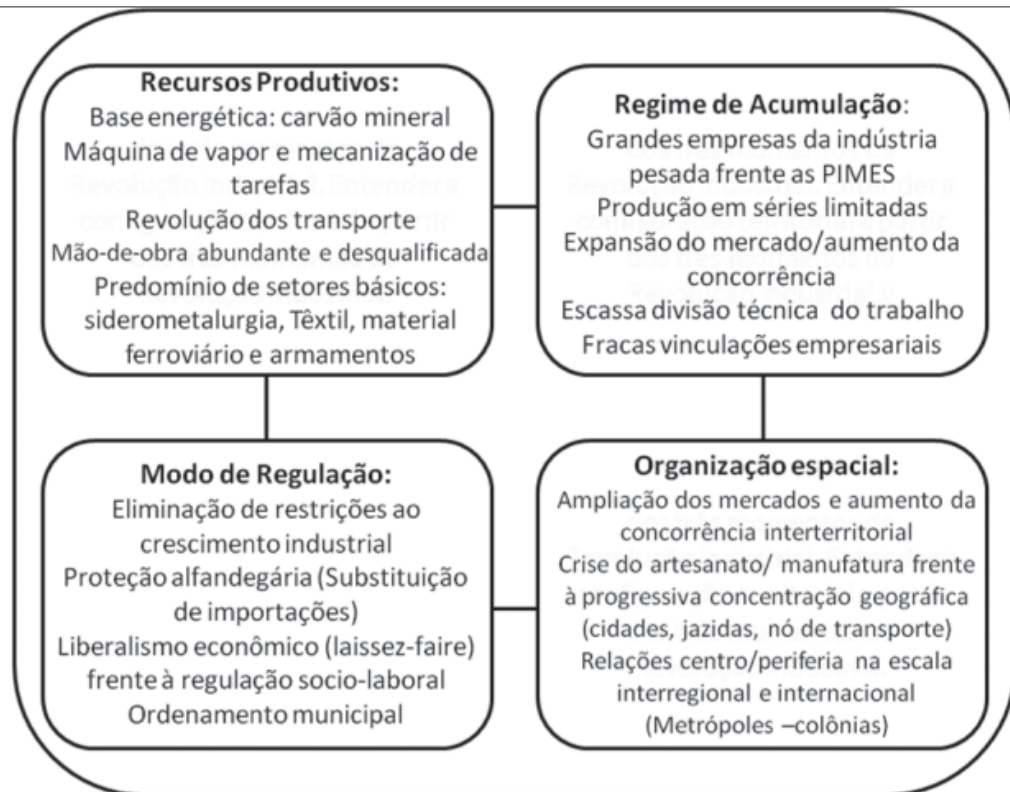 Recursos Produtivos:
Base energética: carvão mineral
Máquina de vapor e mecanização de
tarefas
Revolução dos transporte
Mão-de-obra abundante e desqualificada
Predomínio de setores básicos:
siderometalurgia, Têxtil, material
ferroviário e armamentos
Regime de Acumulação:
Grandes empresas da indústria
pesada frente as PIMES
Produção em séries limitadas
Expansão do mercado/aumento da
concorrência
Escassa divisão técnica do trabalho
Fracas vinculações empresariais
Modo de Regulação:
Eliminação de restrições ao
crescimento industrial
Proteção alfandegária (Substituição
de importações)
Liberalismo econômico (laissez-faire)
frente à regulação socio-laboral
Ordenamento municipal
Organização espacial:
Ampliação dos mercados e aumento da
concorrência interterritorial
Crise do artesanato/ manufatura frente
à progressiva concentração geográfica
(cidades, jazidas, nó de transporte)
Relações centro/periferia na escala
interregional e internacional
(Metrópoles –colônias)